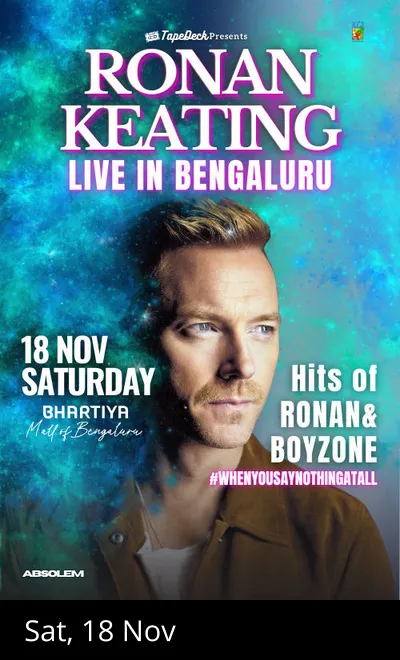 TapeDeck Presents
RONAN
KEATING
LIVE IN BENGALURU
18 NOV
SATURDAY
BHARTIYA
Mall of Bengaluru
Hits of
RONAN&
BOYZONE
#WHENYOUSAYNOTHINGATALL
ABSOLEM
Sat, 18 Nov